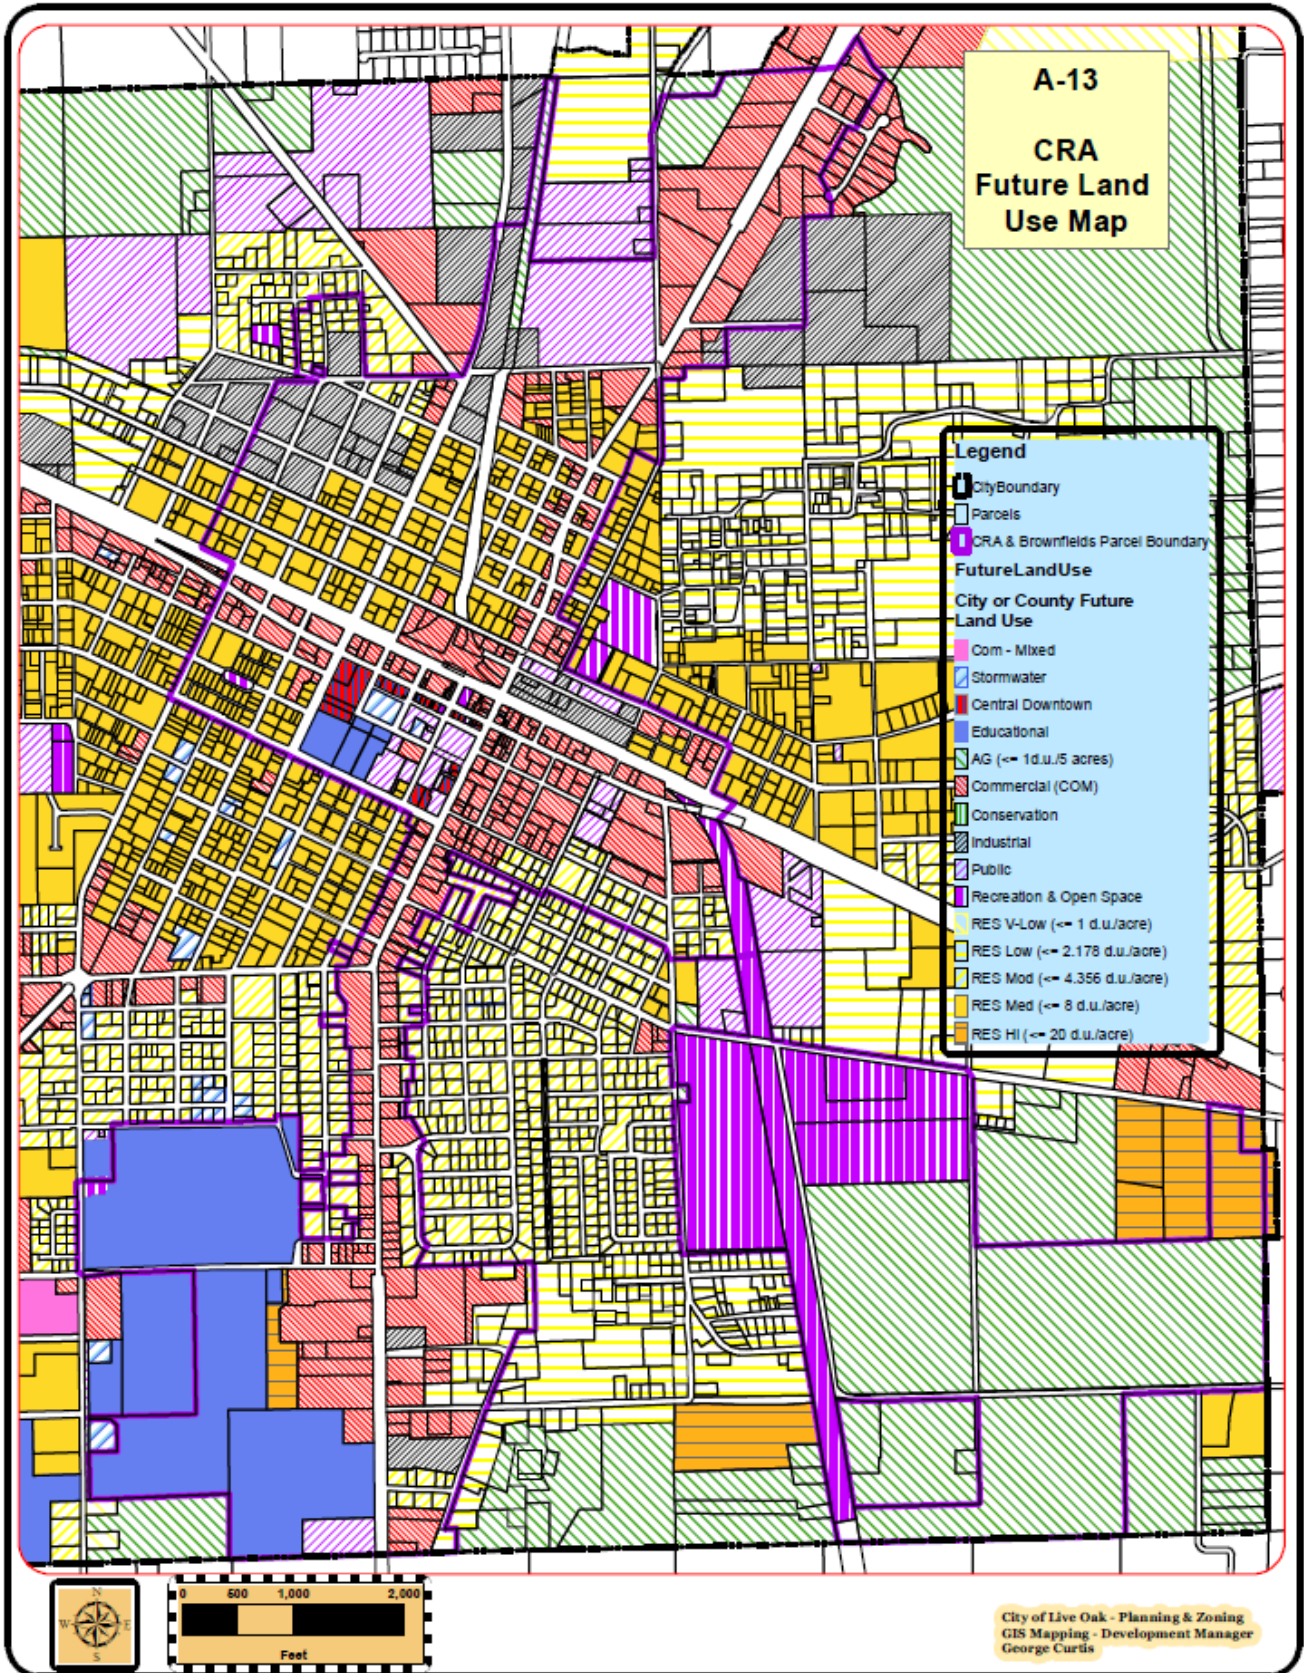 A-13
CRA
Future Land
Use Map
Legend
CityBoundary
Parcels
CRA & Brownfields Parcel Boundary
FutureLandUse
City or County Future
Land Use
Com - Mixed
Stormwater
Central Downtown
Educational
AG (<= 1d.u./5 acres)
Commercial (COM)
Conservation
Industrial
Public
Recreation & Open Space
RES V-Low (<= 1 d.u./acre)
RES Low (<= 2.178 d.u./acre)
RES Mod (<= 4.356 d.u./acre)
RES Med (<= 8 d.u./acre)
RES HI (<= 20 d.u./acre)
N
W E
S
0 500 1,000 2,000
Feet
City of Live Oak - Planning & Zoning
GIS Mapping - Development Manager
George Curtis